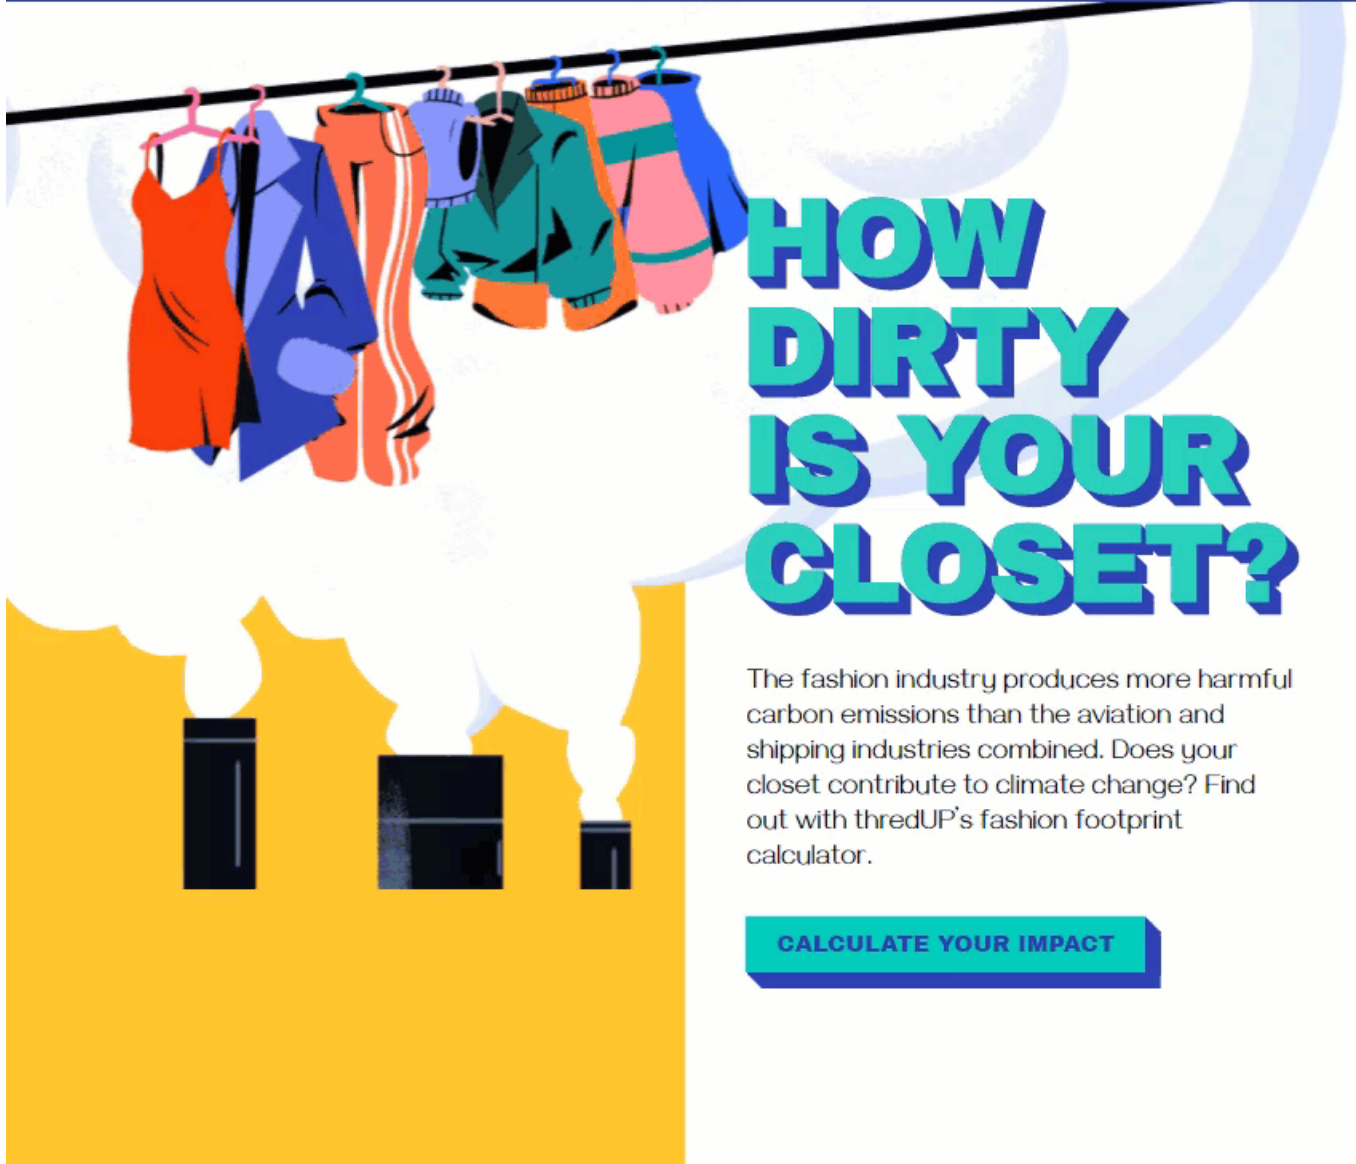 HOW
DIRTY
IS YOUR
CLOSET?
The fashion industry produces more harmful
carbon emissions than the aviation and
shipping industries combined. Does your
closet contribute to climate change? Find
out with thredUP's fashion footprint
calculator.
CALCULATE YOUR IMPACT